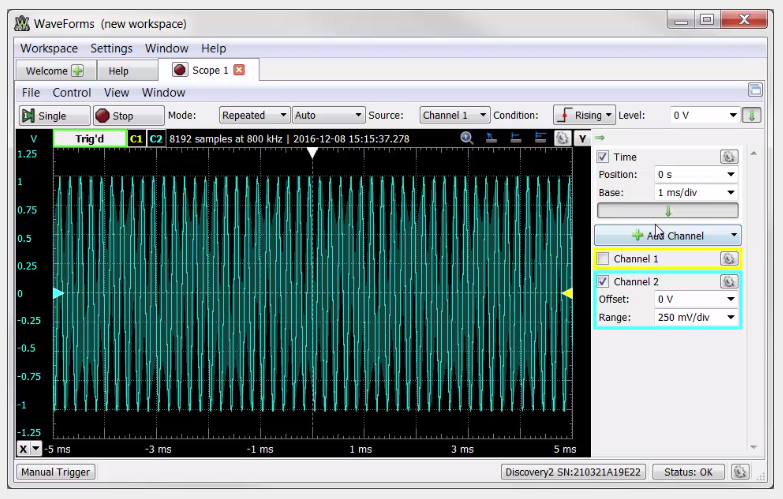 WaveForms (new workspace)
Workspace Settings Window Help
Welcome Help Scope 1
File Control View Window
Single Stop Mode: Repeated Auto Source: Channel 1 Condition: Rising Level: 0 V
V Trig'd C1 C2 8192 samples at 800 kHz | 2016-12-08 15:15:37.278 Y
1.25
1
0.75
0.5
0.25
0
-0.25
-0.5
-0.75
-1
-1.25
X -5 ms -3 ms -1 ms 1 ms 3 ms 5 ms
Time
Position: 0 s
Base: 1 ms/div
Add Channel
Channel 1
Channel 2
Offset: 0 V
Range: 250 mV/div
Manual Trigger Discovery2 SN:210321A19E22 Status: OK